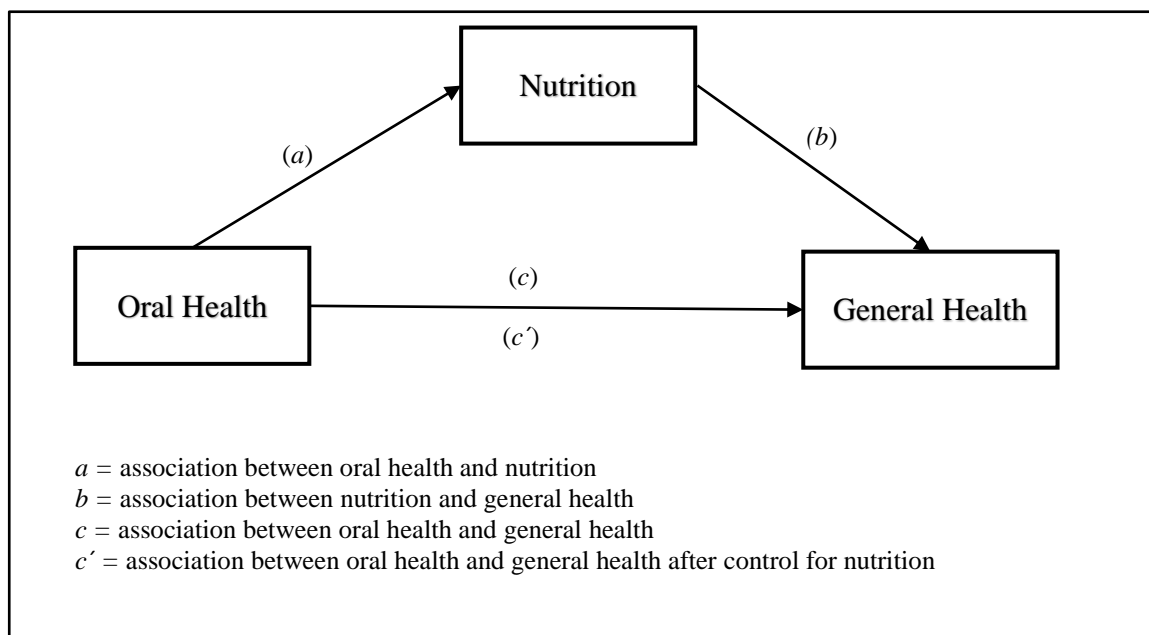 Nutrition
(a)
(b)
Oral Health
(c)
General Health
(c´)
a = association between oral health and nutrition
b = association between nutrition and general health
c = association between oral health and general health
c´ = association between oral health and general health after control for nutrition